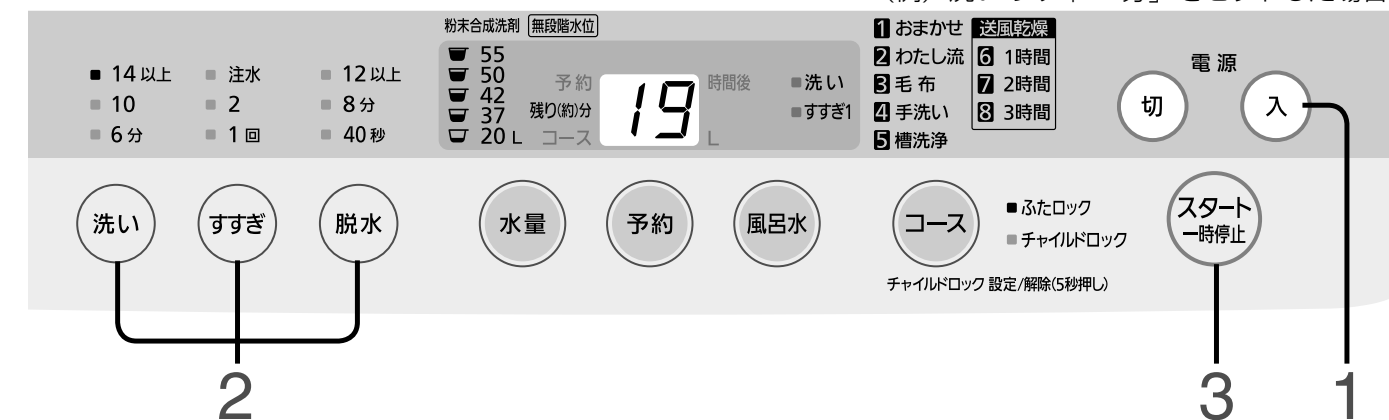 粉末合成洗剤 無段階水位
1 おまかせ 送風乾燥
2 わたし流 6 1時間
3 毛布 7 2時間
4 手洗い 8 3時間
5 槽洗浄
電源
切 入
14以上 注水 12以上
10 2 8分
6分 1回 40秒
55
50
42
37
20 L
予約 時間後
残り(約)分 19
コース L
洗い
すすぎ1
洗い すすぎ 脱水 水量 予約 風呂水 コース
ふたロック
チャイルドロック
スタート
一時停止
チャイルドロック 設定/解除(5秒押し)
2 3 1